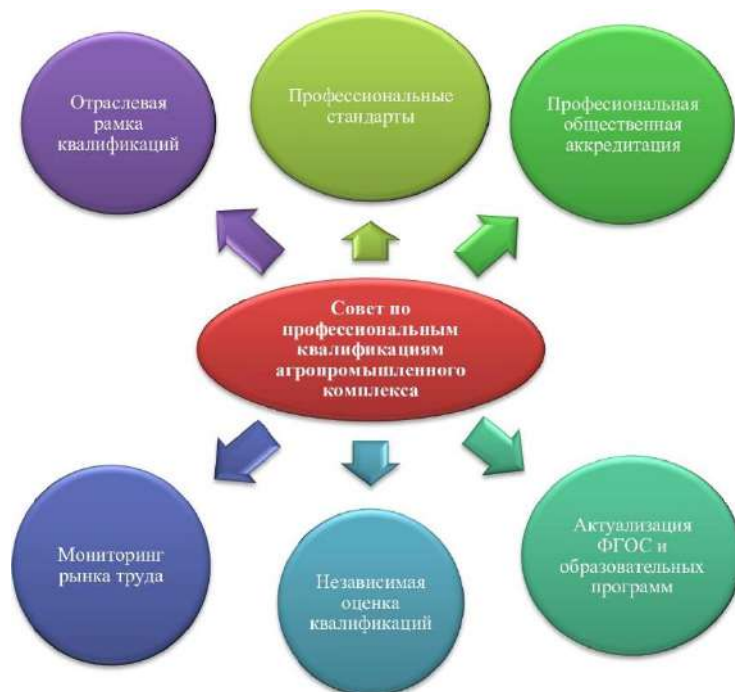 Отраслевая
рамка
квалификаций
Профессиональные
стандарты
Професиональная
общественная
аккредитация
Совет по
профессиональным
квалификациям
агропромышленного
комплекса
Мониторинг
рынка труда
Независимая
оценка
квалификаций
Актуализация
ФГОС и
образовательных
программ